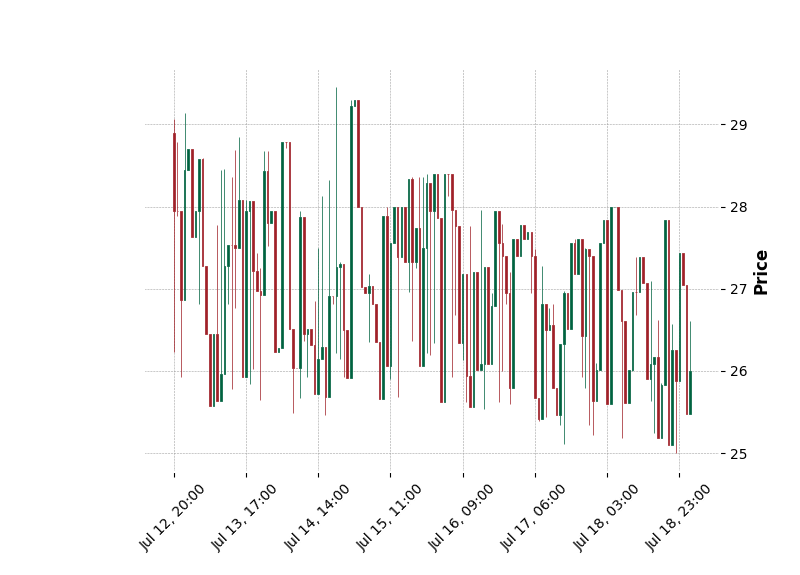 29
28
27
26
25
Price
Jul 12, 20:00
Jul 13, 17:00
Jul 14, 14:00
Jul 15, 11:00
Jul 16, 09:00
Jul 17, 06:00
Jul 18, 03:00
Jul 18, 23:00